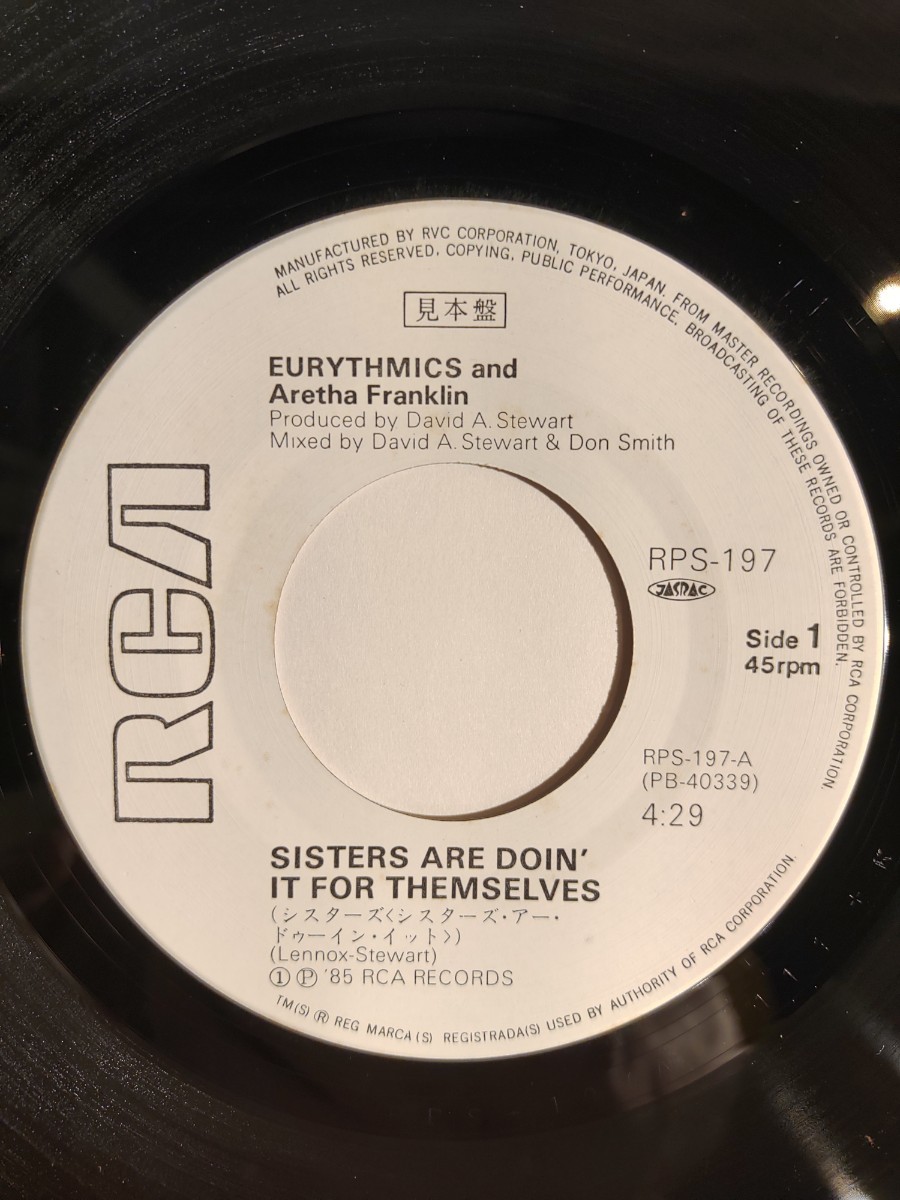 MANUFACTURED BY RVC CORPORATION, TOKYO, JAPAN, FROM MASTER RECORDINGS OWNED OR CONTROLLED BY RCA CORPORATION.
ALL RIGHTS RESERVED, COPYING, PUBLIC PERFORMANCE, BROADCASTING OF THESE RECORDS ARE FORBIDDEN.
見本盤
EURYTHMICS and
Aretha Franklin
Produced by David A. Stewart
Mixed by David A. Stewart & Don Smith
RCA
RPS-197
JASRAC
Side 1
45rpm
RPS-197-A
(PB-40339)
4:29
SISTERS ARE DOIN'
IT FOR THEMSELVES
(シスターズ〈シスターズ・アー・
ドゥーイン・イット〉)
(Lennox-Stewart)
① Ⓟ '85 RCA RECORDS
TM(S) ® REG MARCA(S) REGISTRADA(S) USED BY AUTHORITY OF RCA CORPORATION.